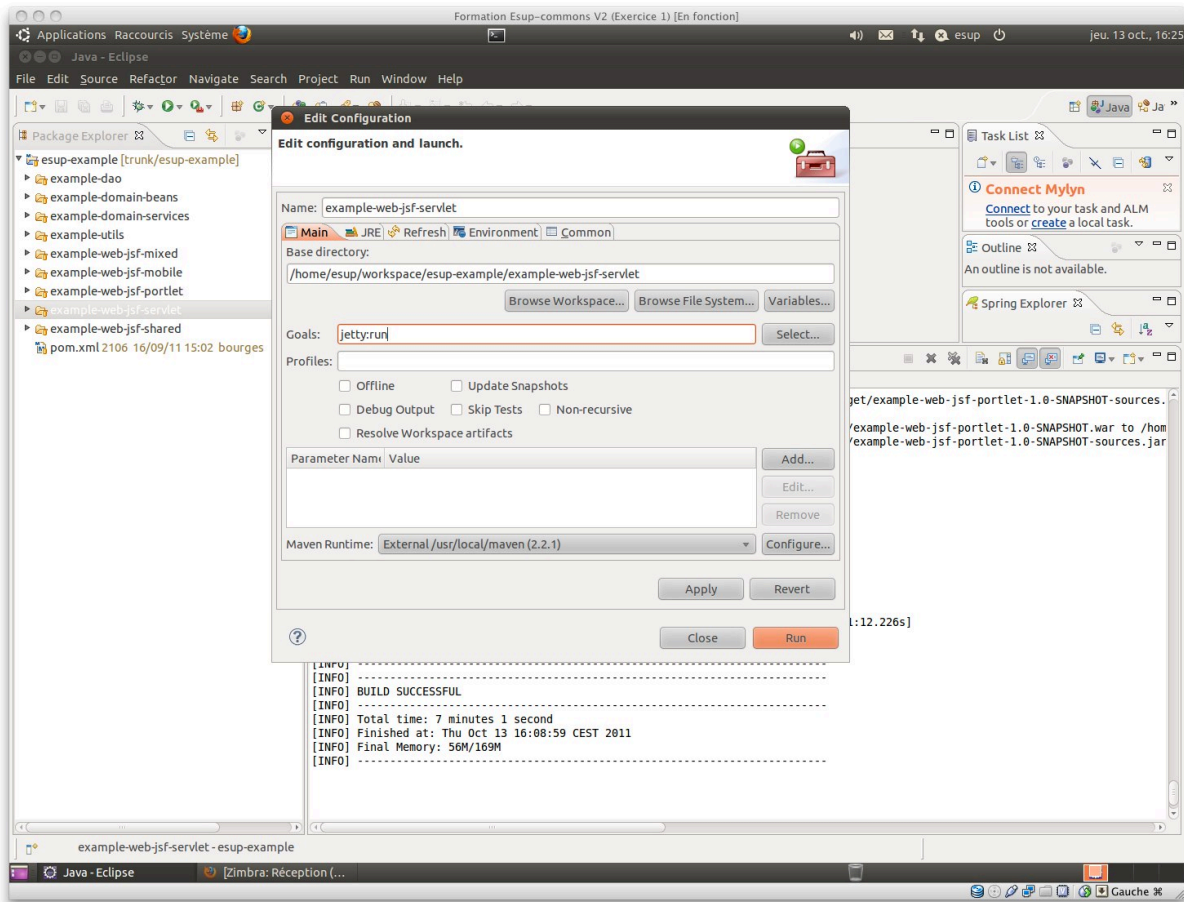 Formation Esup-commons V2 (Exercice 1) [En fonction]
Applications Raccourcis Système
esup
jeu. 13 oct., 16:25
Java - Eclipse
File Edit Source Refactor Navigate Search Project Run Window Help
Java
Ja
Package Explorer
esup-example [trunk/esup-example]
example-dao
example-domain-beans
example-domain-services
example-utils
example-web-jsf-mixed
example-web-jsf-mobile
example-web-jsf-portlet
example-web-jsf-servlet
example-web-jsf-shared
pom.xml 2106 16/09/11 15:02 bourges
Edit Configuration
Edit configuration and launch.
Name: example-web-jsf-servlet
Main JRE Refresh Environment Common
Base directory:
/home/esup/workspace/esup-example/example-web-jsf-servlet
Browse Workspace... Browse File System... Variables...
Goals: jetty:run Select...
Profiles:
Offline Update Snapshots
Debug Output Skip Tests Non-recursive
Resolve Workspace artifacts
Parameter Name Value
Add...
Edit...
Remove
Maven Runtime: External /usr/local/maven (2.2.1) Configure...
Apply Revert
Close Run
Task List
Connect Mylyn
Connect to your task and ALM
tools or create a local task.
Outline
An outline is not available.
Spring Explorer
get/example-web-jsf-portlet-1.0-SNAPSHOT-sources.
/example-web-jsf-portlet-1.0-SNAPSHOT.war to /hom
/example-web-jsf-portlet-1.0-SNAPSHOT-sources.jar
1:12.226s]
[INFO] ------------------------------------------------------------------------
[INFO] ------------------------------------------------------------------------
[INFO] BUILD SUCCESSFUL
[INFO] ------------------------------------------------------------------------
[INFO] Total time: 7 minutes 1 second
[INFO] Finished at: Thu Oct 13 16:08:59 CEST 2011
[INFO] Final Memory: 56M/169M
[INFO] ------------------------------------------------------------------------
example-web-jsf-servlet - esup-example
Java - Eclipse
[Zimbra: Réception (...
Gauche ⌘